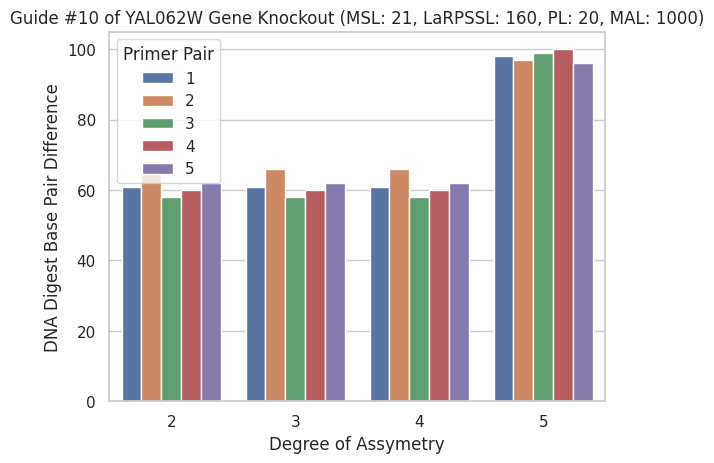 Guide #10 of YAL062W Gene Knockout (MSL: 21, LaRPSSL: 160, PL: 20, MAL: 1000)
Primer Pair
1
2
3
4
5
DNA Digest Base Pair Difference
100
80
60
40
20
0
2 3 4 5
Degree of Assymetry